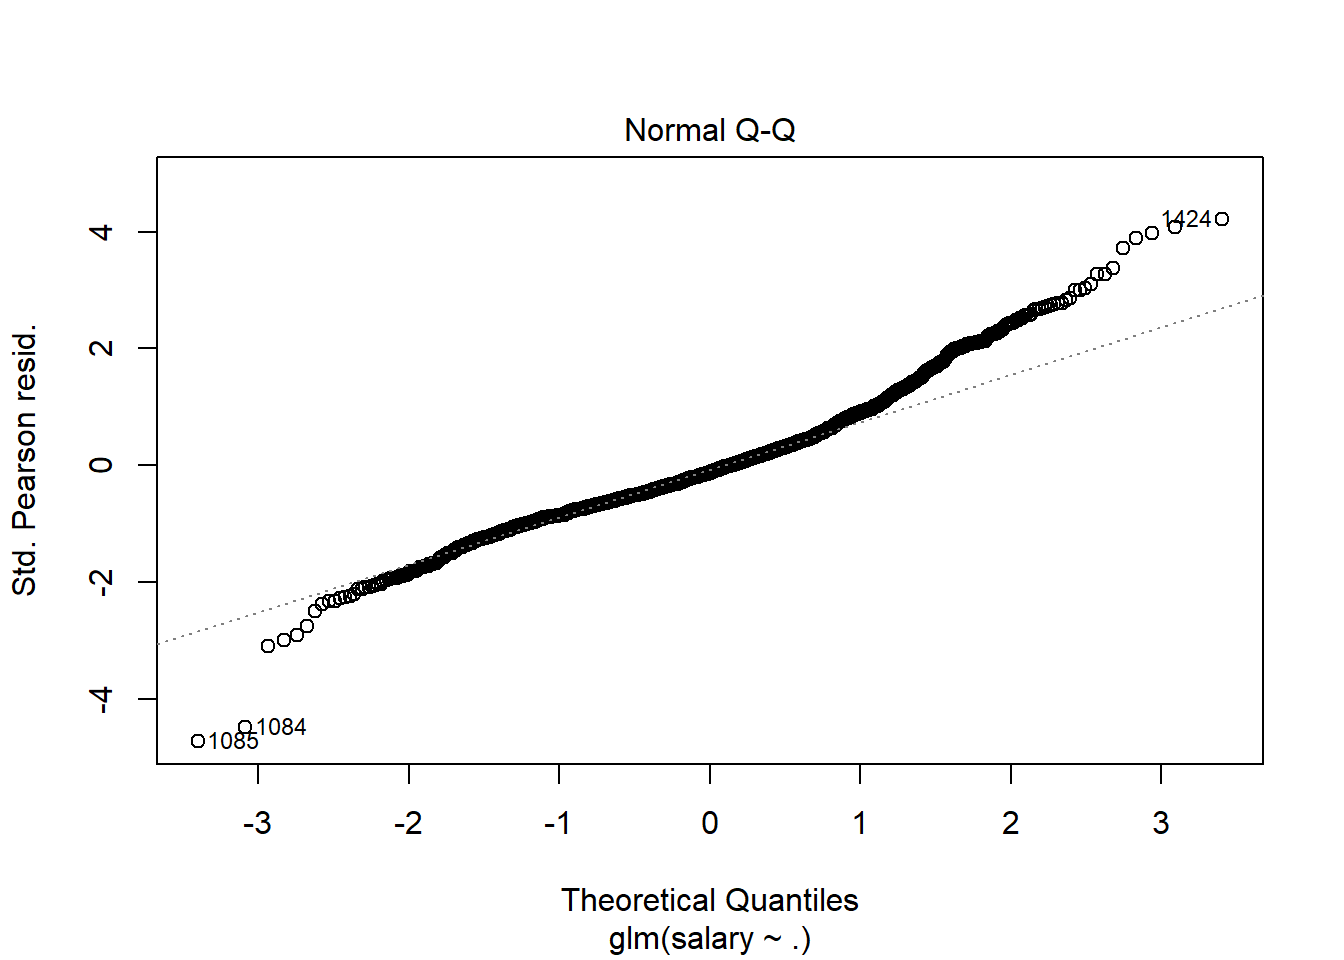 Normal Q-Q
Std. Pearson resid.
4
2
0
-2
-4
1424
1084
1085
-3 -2 -1 0 1 2 3
Theoretical Quantiles
glm(salary ~ .)